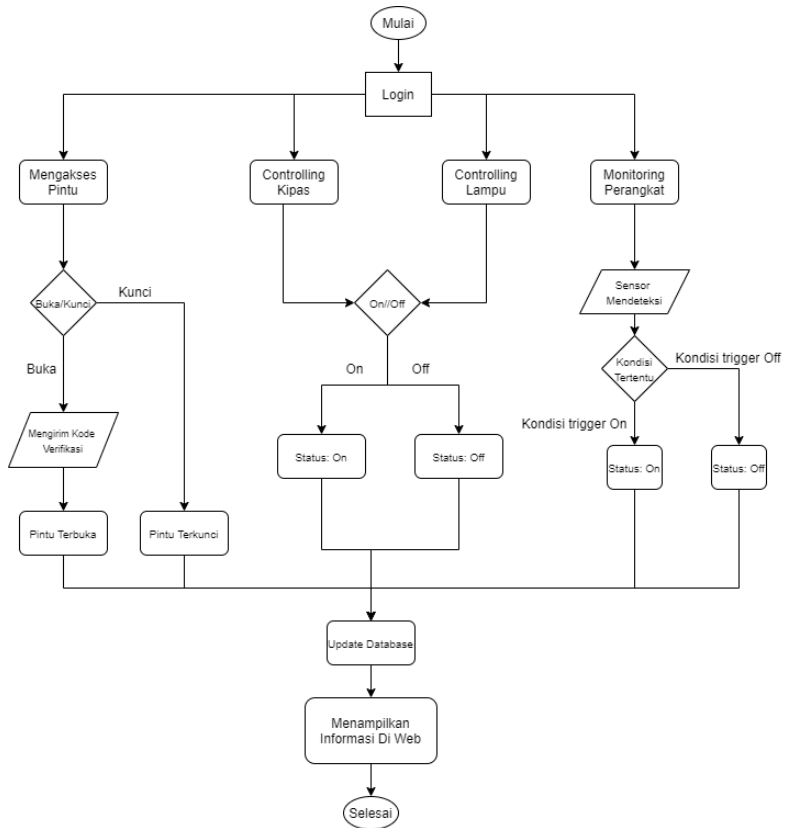 Mulai
Login
Mengakses
Pintu
Controlling
Kipas
Controlling
Lampu
Monitoring
Perangkat
Buka/Kunci
Kunci
On//Off
Sensor
Mendeteksi
Buka
On
Off
Kondisi
Tertentu
Kondisi trigger Off
Kondisi trigger On
Mengirim Kode
Verifikasi
Status: On
Status: Off
Status: On
Status: Off
Pintu Terbuka
Pintu Terkunci
Update Database
Menampilkan
Informasi Di Web
Selesai